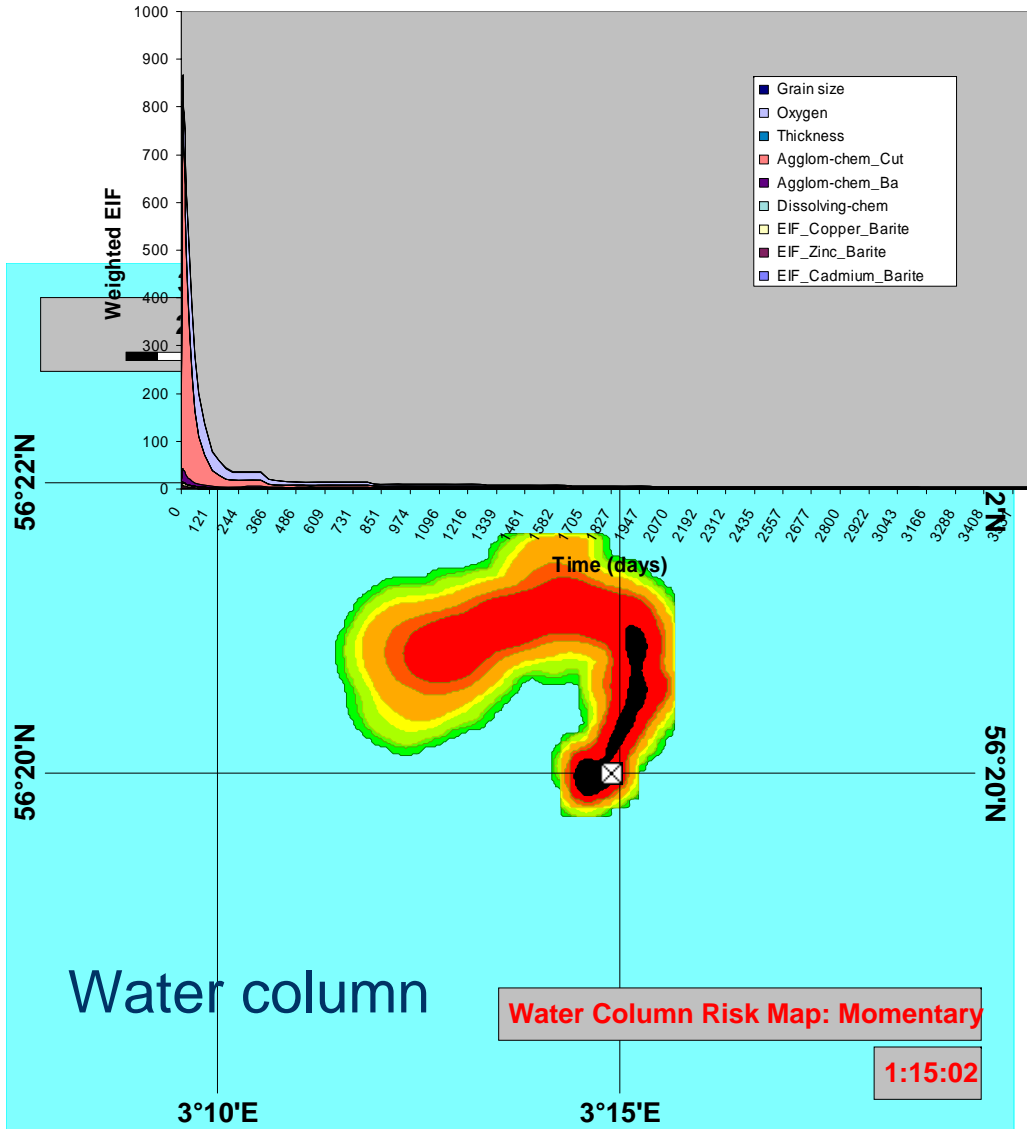 1000
900
800
700
600
500
400
300
200
100
0
Weighted EIF
Grain size
Oxygen
Thickness
Agglom-chem_Cut
Agglom-chem_Ba
Dissolving-chem
EIF_Copper_Barite
EIF_Zinc_Barite
EIF_Cadmium_Barite
0 121 244 366 486 609 731 851 974 1096 1216 1339 1461 1582 1705 1827 1947 2070 2192 2312 2435 2557 2677 2800 2922 3043 3166 3288 3408
Time (days)
56°22'N
2'N
56°20'N
56°20'N
Water column
Water Column Risk Map: Momentary
1:15:02
3°10'E
3°15'E